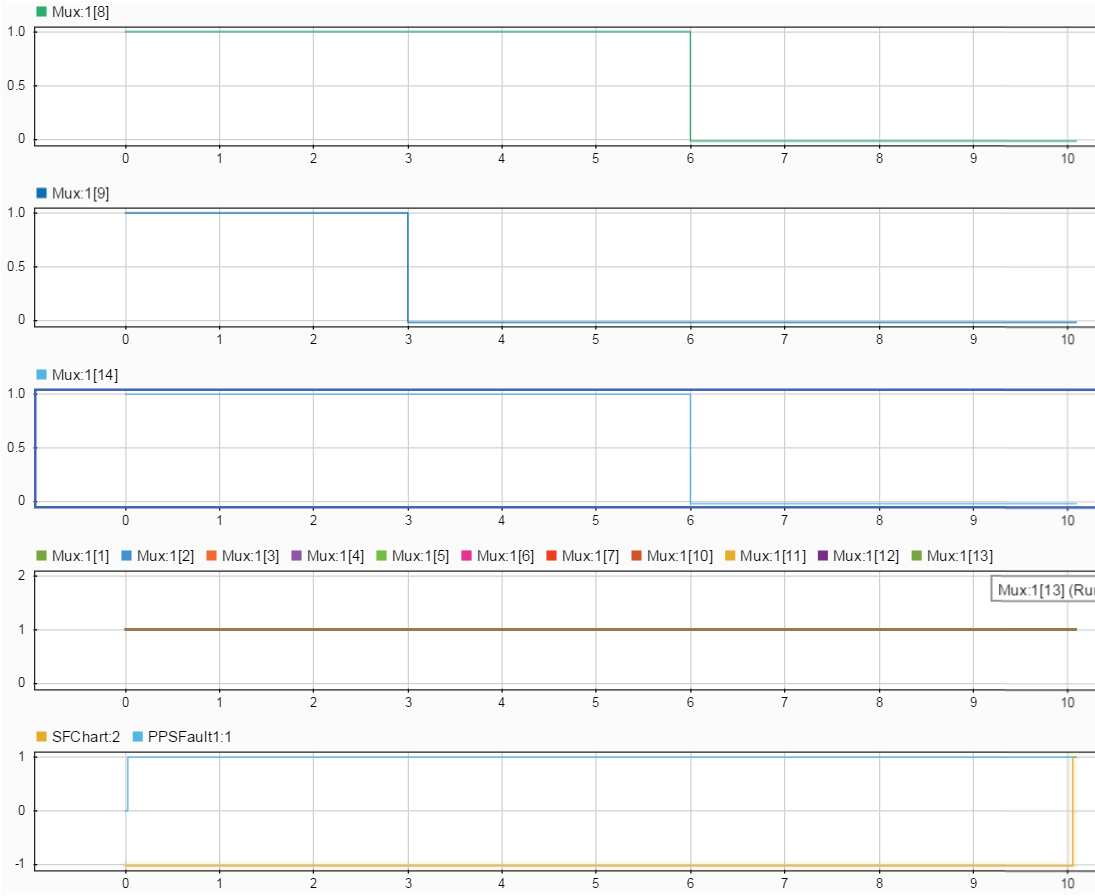 Mux:1[8]
1.0
0.5
0
0 1 2 3 4 5 6 7 8 9 10
Mux:1[9]
1.0
0.5
0
0 1 2 3 4 5 6 7 8 9 10
Mux:1[14]
1.0
0.5
0
0 1 2 3 4 5 6 7 8 9 10
Mux:1[1] Mux:1[2] Mux:1[3] Mux:1[4] Mux:1[5] Mux:1[6] Mux:1[7] Mux:1[10] Mux:1[11] Mux:1[12] Mux:1[13]
2
Mux:1[13] (Ru
1
0
0 1 2 3 4 5 6 7 8 9 10
SFChart:2 PPSFault1:1
1
0
-1
0 1 2 3 4 5 6 7 8 9 10